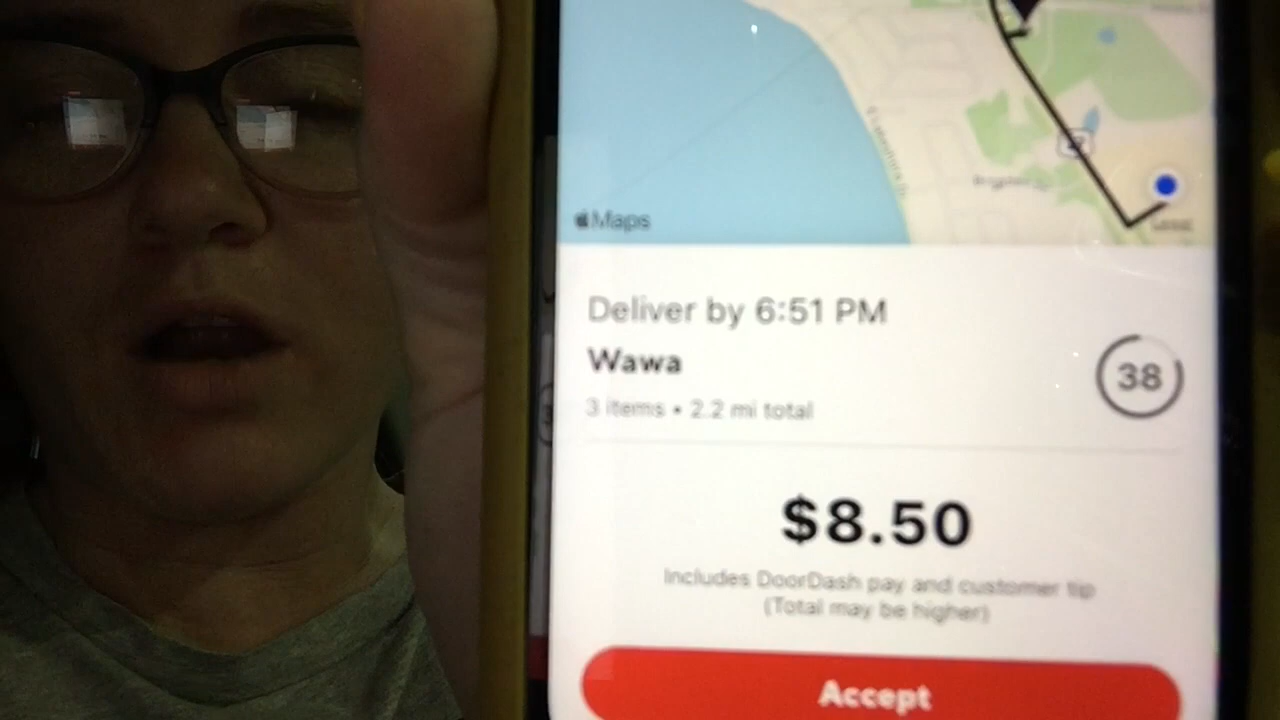 Maps
Deliver by 6:51 PM
Wawa
3 items • 2.2 mi total
38
$8.50
Includes DoorDash pay and customer tip
(Total may be higher)
Accept